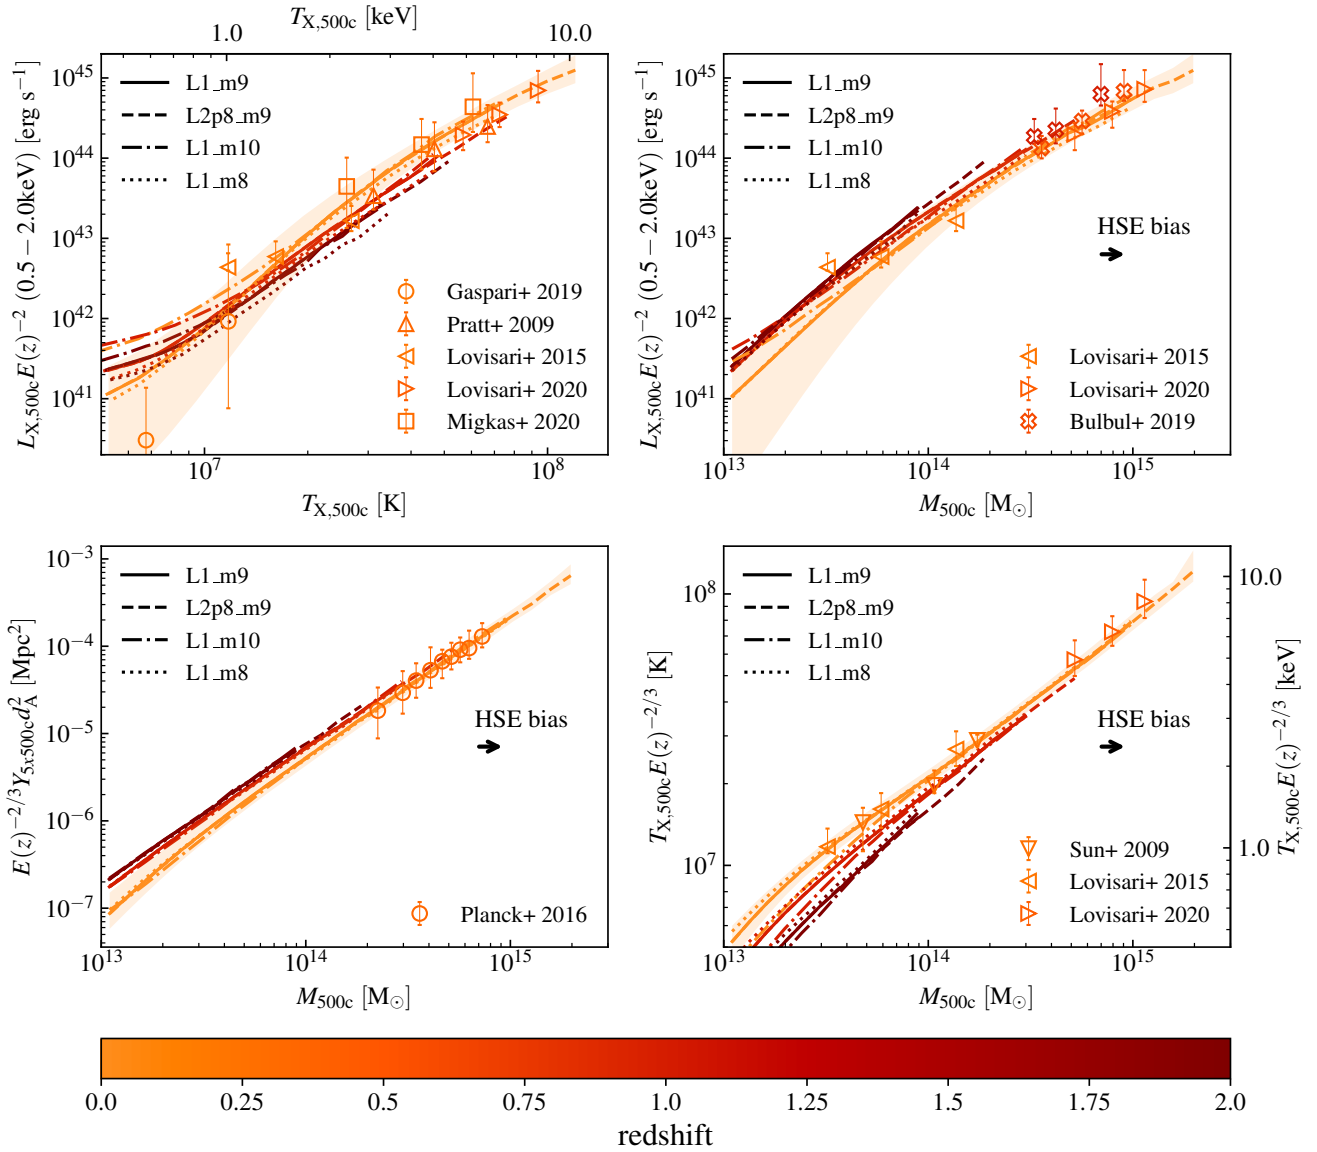 T_X,500c [keV]
1.0 10.0
L_X,500c E(z)^−2 (0.5 − 2.0keV) [erg s^−1]
10^45
10^44
10^43
10^42
10^41
L1_m9
L2p8_m9
L1_m10
L1_m8
Gaspari+ 2019
Pratt+ 2009
Lovisari+ 2015
Lovisari+ 2020
Migkas+ 2020
10^7 10^8
T_X,500c [K]
L_X,500c E(z)^−2 (0.5 − 2.0keV) [erg s^−1]
10^45
10^44
10^43
10^42
10^41
L1_m9
L2p8_m9
L1_m10
L1_m8
HSE bias
Lovisari+ 2015
Lovisari+ 2020
Bulbul+ 2019
10^13 10^14 10^15
M_500c [M_⊙]
E(z)^−2/3 Y_5x500c d_A^2 [Mpc^2]
10^−3
10^−4
10^−5
10^−6
10^−7
L1_m9
L2p8_m9
L1_m10
L1_m8
HSE bias
Planck+ 2016
10^13 10^14 10^15
M_500c [M_⊙]
T_X,500c E(z)^−2/3 [K]
10^8
10^7
L1_m9
L2p8_m9
L1_m10
L1_m8
HSE bias
Sun+ 2009
Lovisari+ 2015
Lovisari+ 2020
10.0
1.0
T_X,500c E(z)^−2/3 [keV]
10^13 10^14 10^15
M_500c [M_⊙]
0.0 0.25 0.5 0.75 1.0 1.25 1.5 1.75 2.0
redshift